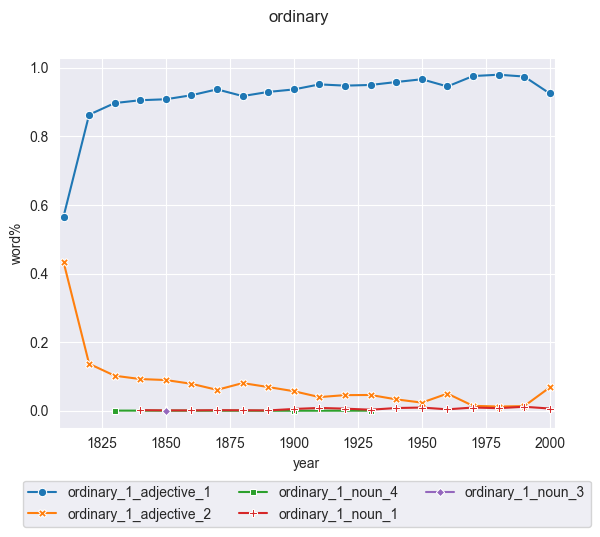 ordinary
1.0
0.8
0.6
0.4
0.2
0.0
word%
1825 1850 1875 1900 1925 1950 1975 2000
year
ordinary_1_adjective_1 ordinary_1_noun_4 ordinary_1_noun_3
ordinary_1_adjective_2 ordinary_1_noun_1